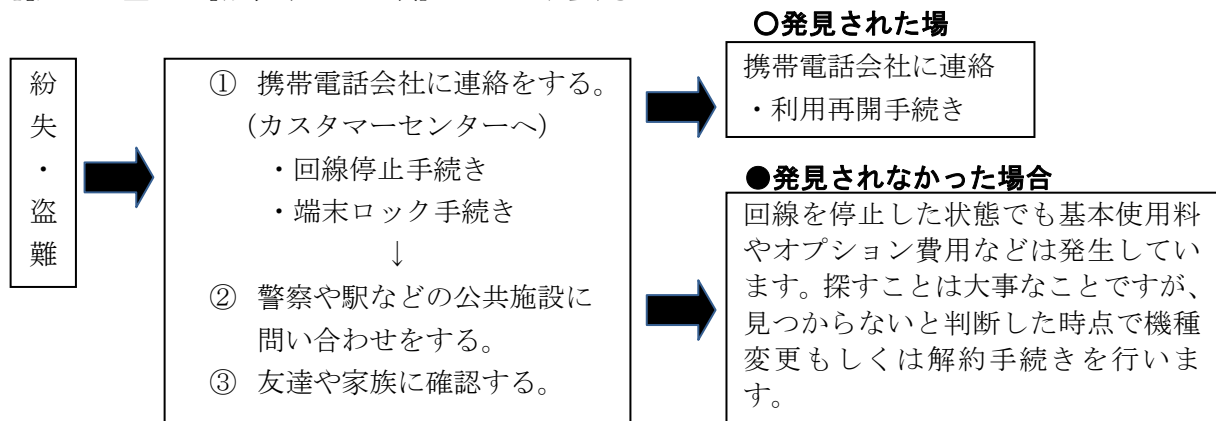 紛
失
・
盗
難
① 携帯電話会社に連絡をする。
(カスタマーセンターへ)
・回線停止手続き
・端末ロック手続き
↓
② 警察や駅などの公共施設に
問い合わせをする。
③ 友達や家族に確認する。
○発見された場
携帯電話会社に連絡
・利用再開手続き
●発見されなかった場合
回線を停止した状態でも基本使用料
やオプション費用などは発生してい
ます。探すことは大事なことですが、
見つからないと判断した時点で機種
変更もしくは解約手続きを行いま
す。